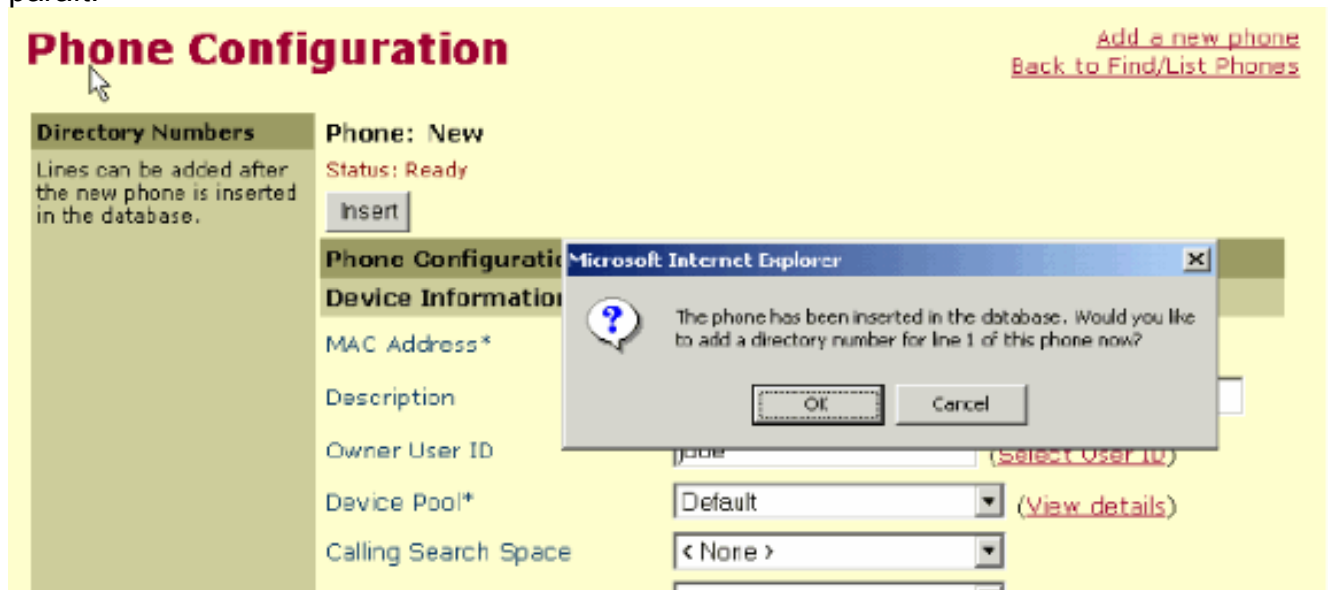 Phone Configuration
Add a new phone
Back to Find/List Phones
Directory Numbers
Lines can be added after
the new phone is inserted
in the database.
Phone: New
Status: Ready
Insert
Phone Configuratio
Device Information
MAC Address*
Description
Owner User ID
(Select User ID)
Device Pool*
Default
(View details)
Calling Search Space
< None >
Microsoft Internet Explorer
The phone has been inserted in the database. Would you like
to add a directory number for line 1 of this phone now?
OK
Cancel